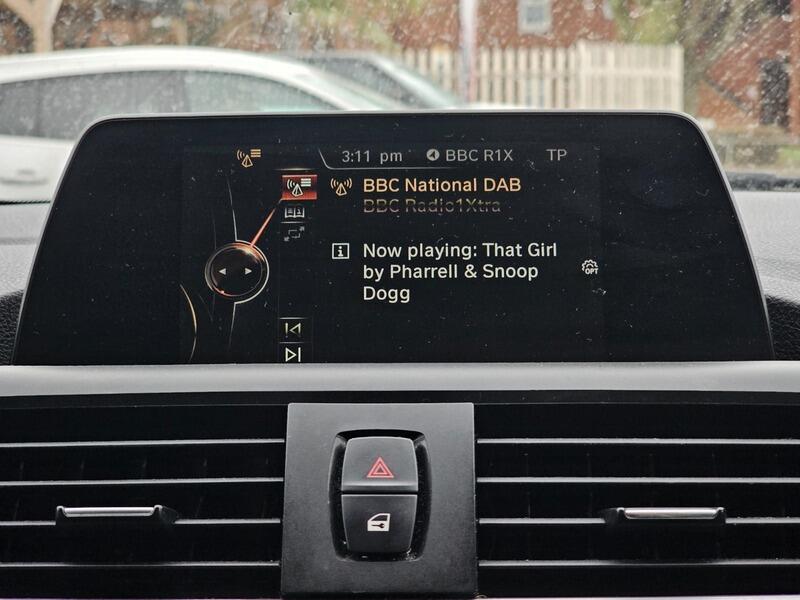 3:11 pm BBC R1X TP
BBC National DAB
BBC Radio1Xtra
Now playing: That Girl
by Pharrell & Snoop
Dogg
OPT